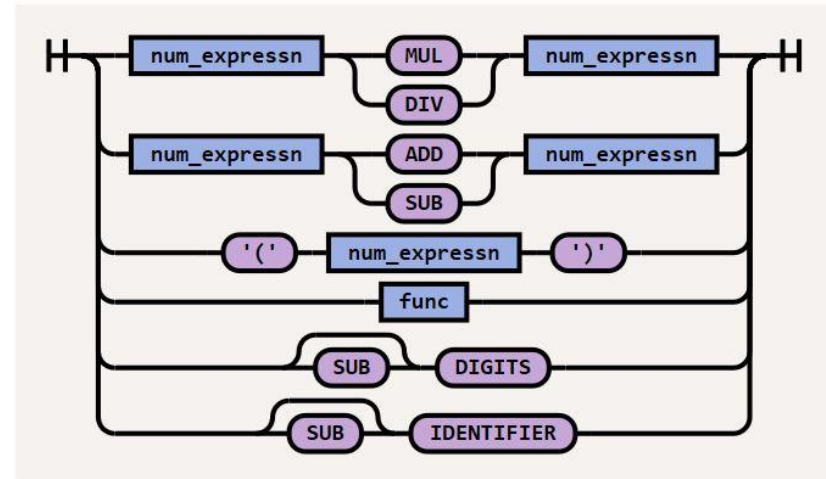 num_expressn MUL num_expressn
DIV
num_expressn ADD num_expressn
SUB
'(' num_expressn ')'
func
SUB DIGITS
SUB IDENTIFIER